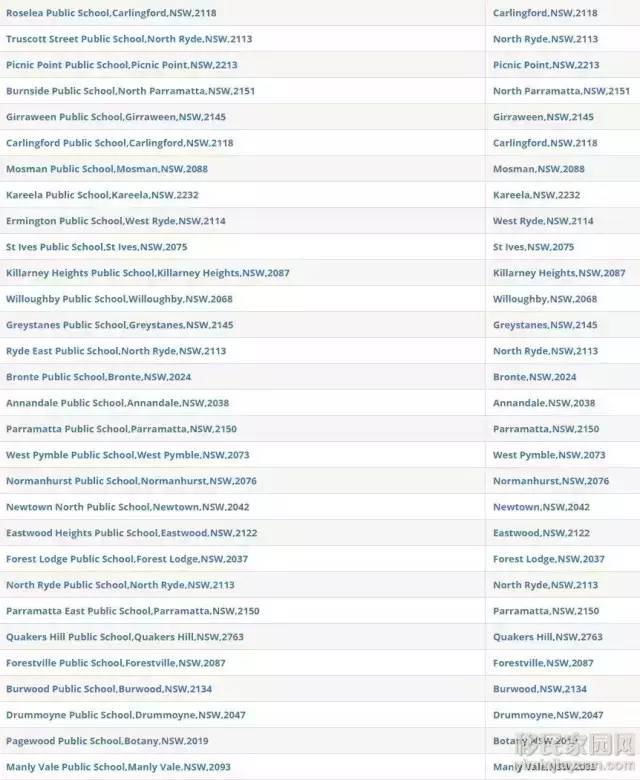 Roselea Public School,Carlingford,NSW,2118 Carlingford,NSW,2118
Truscott Street Public School,North Ryde,NSW,2113 North Ryde,NSW,2113
Picnic Point Public School,Picnic Point,NSW,2213 Picnic Point,NSW,2213
Burnside Public School,North Parramatta,NSW,2151 North Parramatta,NSW,2151
Girraween Public School,Girraween,NSW,2145 Girraween,NSW,2145
Carlingford Public School,Carlingford,NSW,2118 Carlingford,NSW,2118
Mosman Public School,Mosman,NSW,2088 Mosman,NSW,2088
Kareela Public School,Kareela,NSW,2232 Kareela,NSW,2232
Ermington Public School,West Ryde,NSW,2114 West Ryde,NSW,2114
St Ives Public School,St Ives,NSW,2075 St Ives,NSW,2075
Killarney Heights Public School,Killarney Heights,NSW,2087 Killarney Heights,NSW,2087
Willoughby Public School,Willoughby,NSW,2068 Willoughby,NSW,2068
Greystanes Public School,Greystanes,NSW,2145 Greystanes,NSW,2145
Ryde East Public School,North Ryde,NSW,2113 North Ryde,NSW,2113
Bronte Public School,Bronte,NSW,2024 Bronte,NSW,2024
Annandale Public School,Annandale,NSW,2038 Annandale,NSW,2038
Parramatta Public School,Parramatta,NSW,2150 Parramatta,NSW,2150
West Pymble Public School,West Pymble,NSW,2073 West Pymble,NSW,2073
Normanhurst Public School,Normanhurst,NSW,2076 Normanhurst,NSW,2076
Newtown North Public School,Newtown,NSW,2042 Newtown,NSW,2042
Eastwood Heights Public School,Eastwood,NSW,2122 Eastwood,NSW,2122
Forest Lodge Public School,Forest Lodge,NSW,2037 Forest Lodge,NSW,2037
North Ryde Public School,North Ryde,NSW,2113 North Ryde,NSW,2113
Parramatta East Public School,Parramatta,NSW,2150 Parramatta,NSW,2150
Quakers Hill Public School,Quakers Hill,NSW,2763 Quakers Hill,NSW,2763
Forestville Public School,Forestville,NSW,2087 Forestville,NSW,2087
Burwood Public School,Burwood,NSW,2134 Burwood,NSW,2134
Drummoyne Public School,Drummoyne,NSW,2047 Drummoyne,NSW,2047
Pagewood Public School,Botany,NSW,2019 Botany,NSW,2019
移民家园网
Manly Vale Public School,Manly Vale,NSW,2093 Manly Vale,NSW,2093